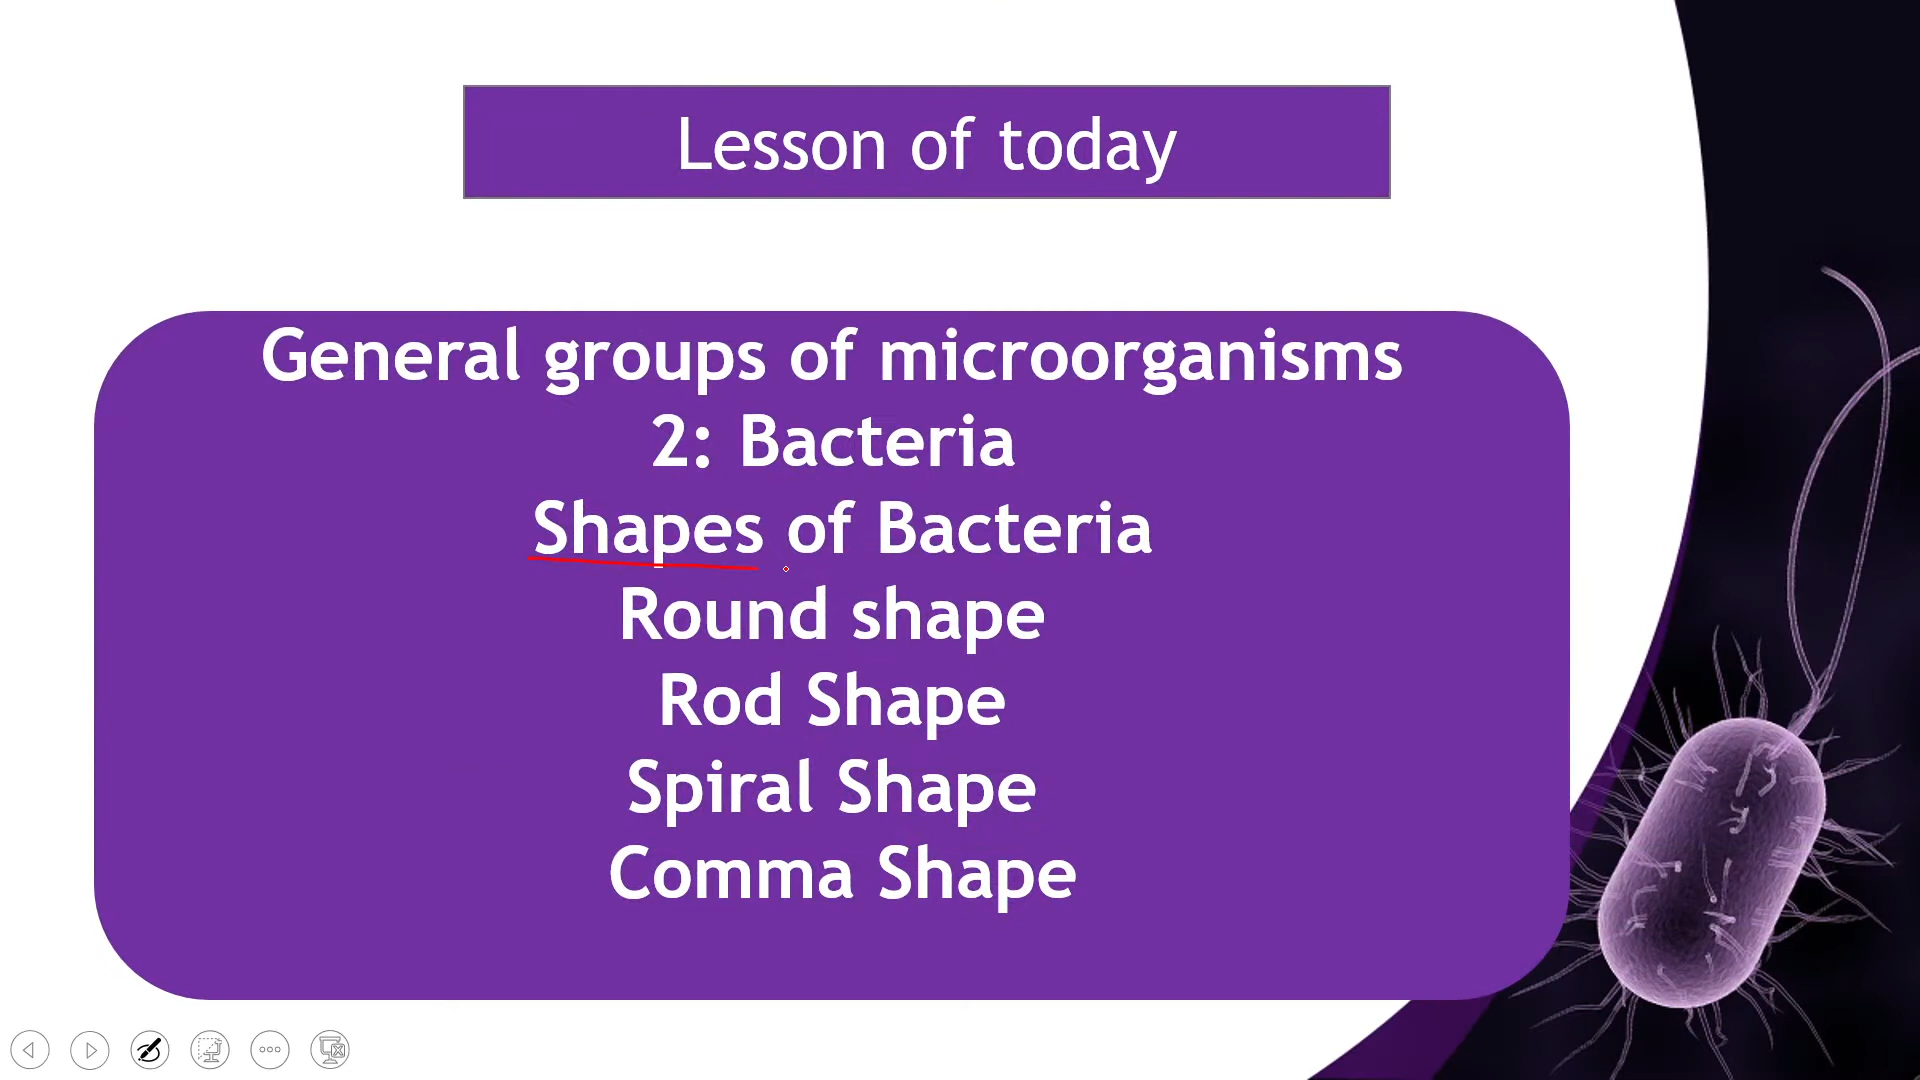 Lesson of today
General groups of microorganisms
2: Bacteria
Shapes of Bacteria
Round shape
Rod Shape
Spiral Shape
Comma Shape